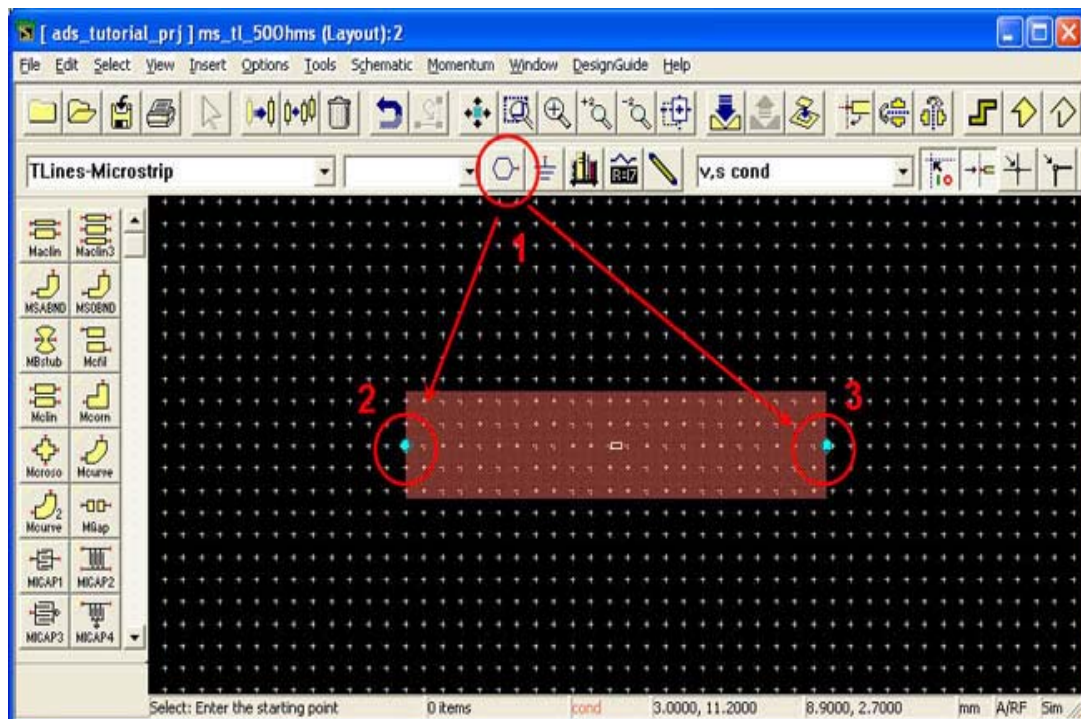 [ ads_tutorial_prj ] ms_tl_50Ohms (Layout):2
File Edit Select View Insert Options Tools Schematic Momentum Window DesignGuide Help
TLines-Microstrip
v,s cond
1
2
3
Maclin Maclin3
MSABND MSOBND
MBstub Mcfil
Mclin Mcorn
Mcroso Mcurve
Mcurve2 MGap
MICAP1 MICAP2
MICAP3 MICAP4
Select: Enter the starting point 0 items cond 3.0000, 11.2000 8.9000, 2.7000 mm A/RF Sim